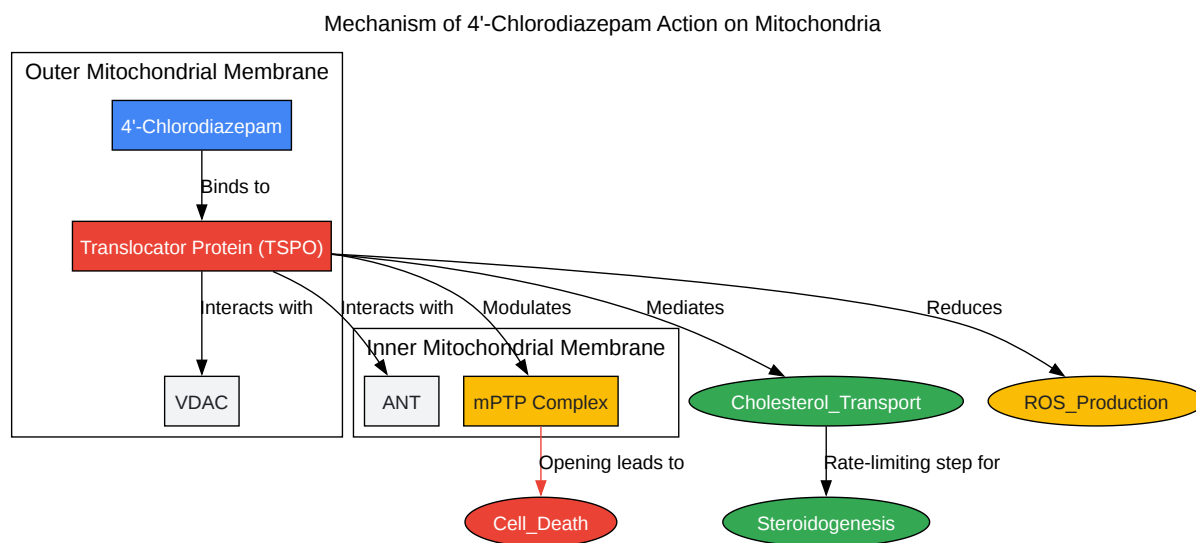 Mechanism of 4'-Chlorodiazepam Action on Mitochondria
Outer Mitochondrial Membrane
4'-Chlorodiazepam
Binds to
Translocator Protein (TSPO)
Interacts with
Interacts with
Modulates
Mediates
Reduces
Inner Mitochondrial Membrane
VDAC
ANT
mPTP Complex
Cholesterol_Transport
ROS_Production
Opening leads to
Rate-limiting step for
Cell_Death
Steroidogenesis